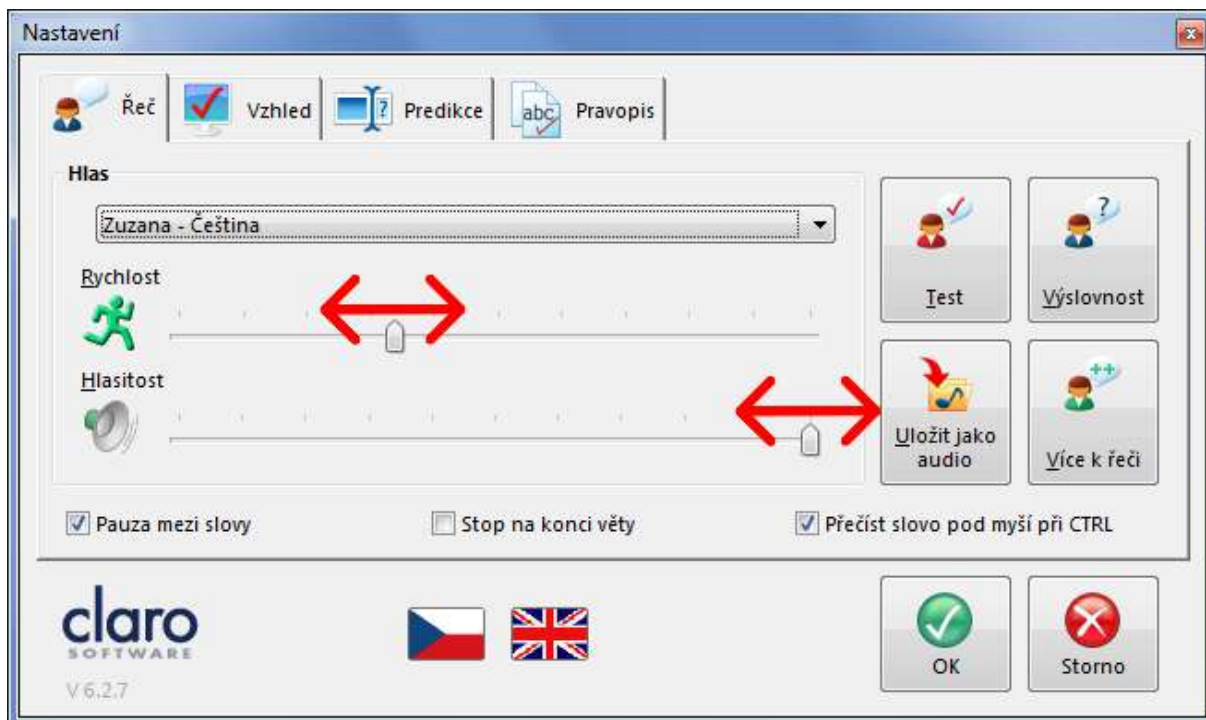 Nastavení
Řeč
Vzhled
?
Predikce
abc
Pravopis
Hlas
Zuzana - Čeština
Rychlost
Hlasitost
Test
?
Výslovnost
Uložit jako
audio
++
Více k řeči
Pauza mezi slovy
Stop na konci věty
Přečíst slovo pod myší při CTRL
claro
SOFTWARE
V 6.2.7
OK
Storno